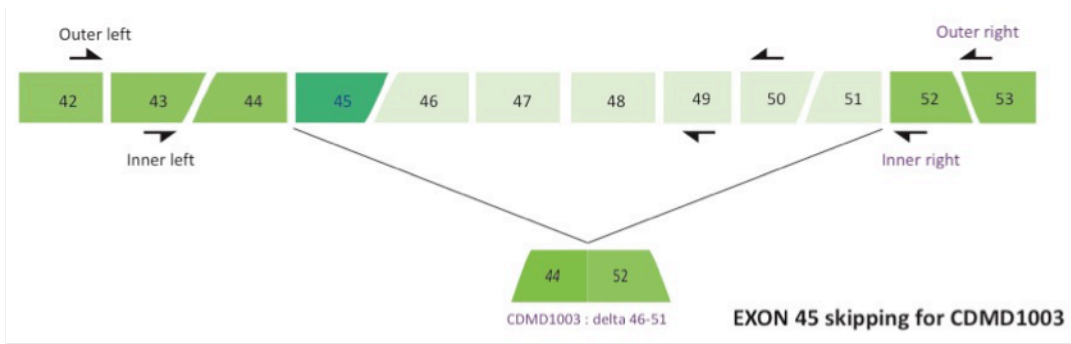 Outer left
Outer right
42 43 44 45 46 47 48 49 50 51 52 53
Inner left
Inner right
44 52
CDMD1003 : delta 46-51
EXON 45 skipping for CDMD1003